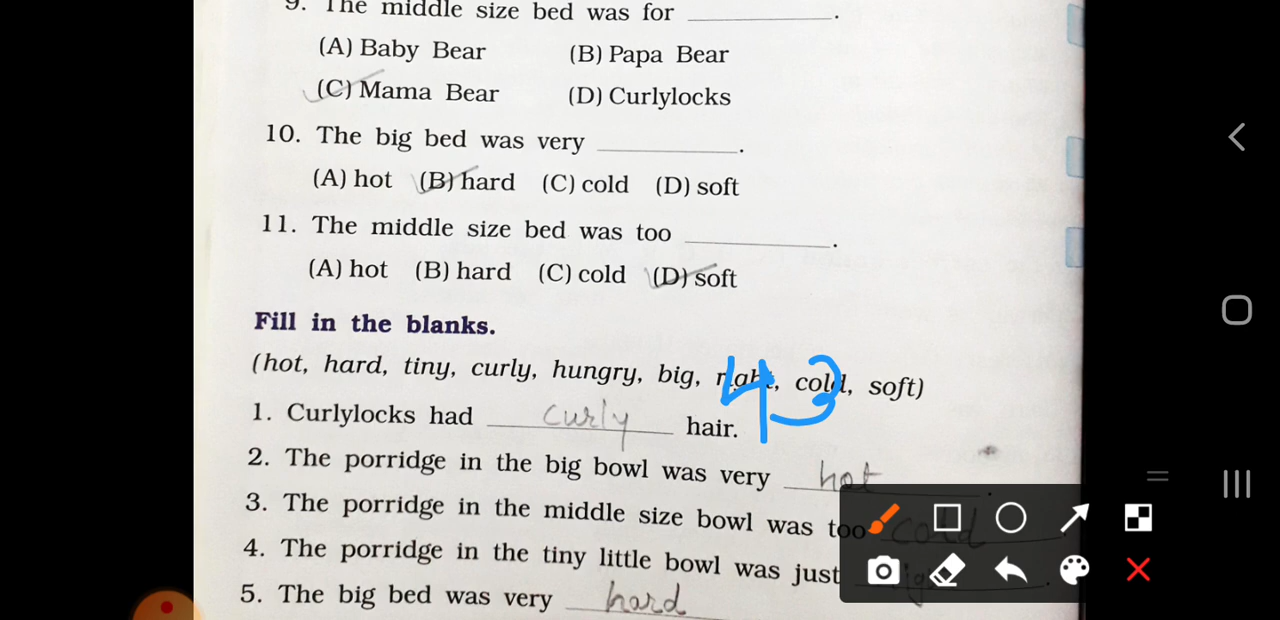 9. The middle size bed was for ___________.
(A) Baby Bear (B) Papa Bear
(C) Mama Bear (D) Curlylocks
10. The big bed was very ___________.
(A) hot (B) hard (C) cold (D) soft
11. The middle size bed was too ___________.
(A) hot (B) hard (C) cold (D) soft
Fill in the blanks.
(hot, hard, tiny, curly, hungry, big, right, cold, soft)
43
1. Curlylocks had curly hair.
2. The porridge in the big bowl was very hot.
3. The porridge in the middle size bowl was too cold
4. The porridge in the tiny little bowl was just
5. The big bed was very hard